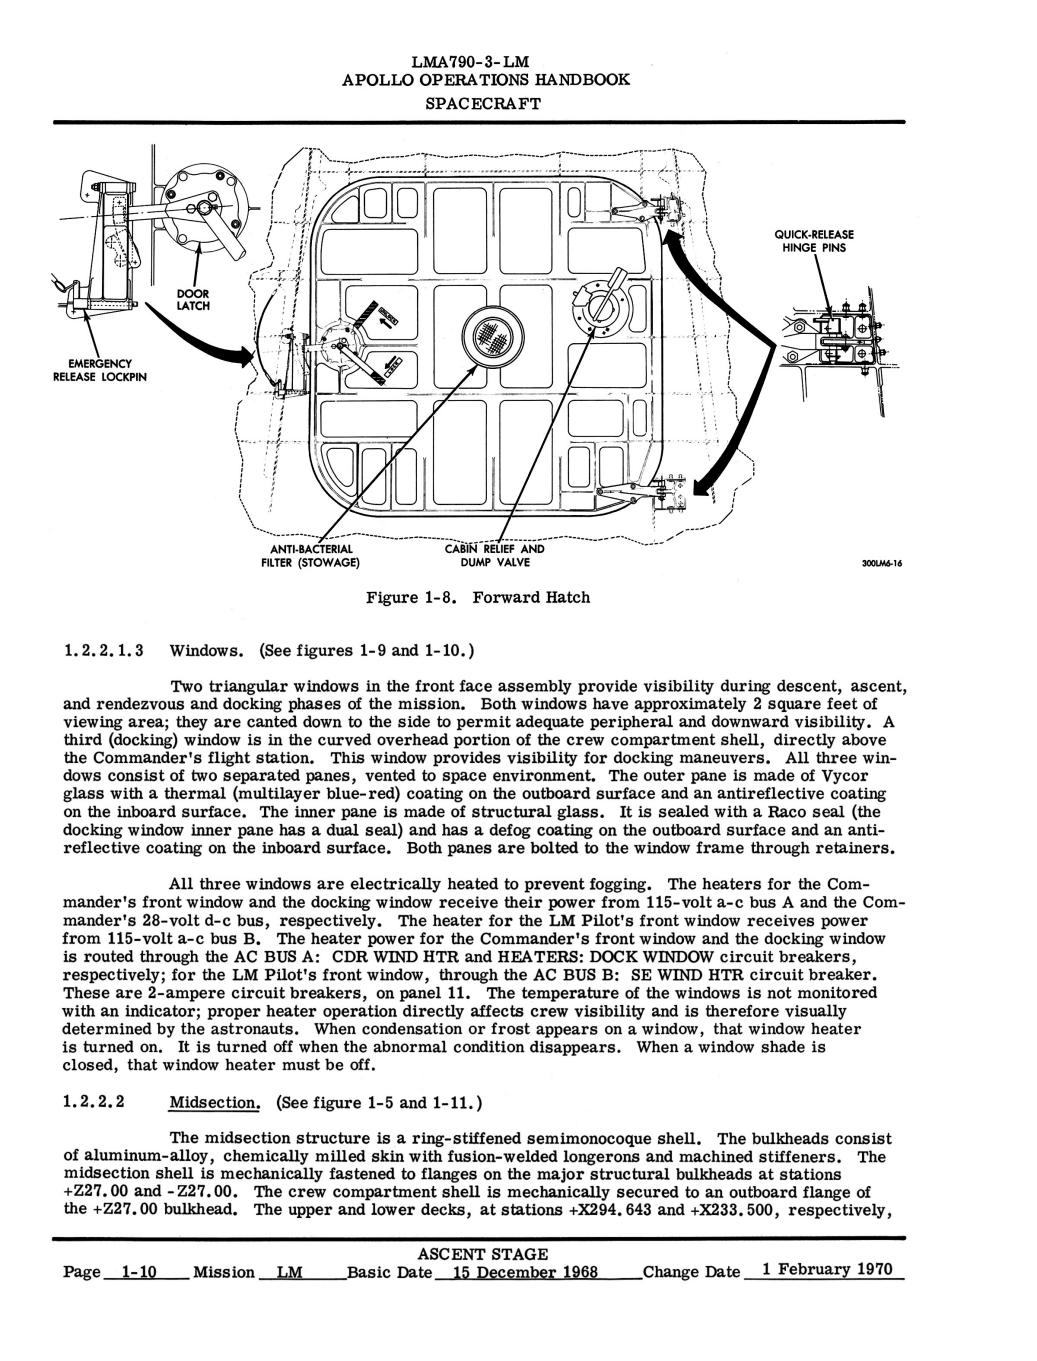 LMA790-3-LM
APOLLO OPERATIONS HANDBOOK
SPACECRAFT
QUICK-RELEASE
HINGE PINS
DOOR
LATCH
EMERGENCY
RELEASE LOCKPIN
ANTI-BACTERIAL
FILTER (STOWAGE)
CABIN RELIEF AND
DUMP VALVE
300LM6-16
Figure 1-8. Forward Hatch
1.2.2.1.3 Windows. (See figures 1-9 and 1-10.)
Two triangular windows in the front face assembly provide visibility during descent, ascent,
and rendezvous and docking phases of the mission. Both windows have approximately 2 square feet of
viewing area; they are canted down to the side to permit adequate peripheral and downward visibility. A
third (docking) window is in the curved overhead portion of the crew compartment shell, directly above
the Commander's flight station. This window provides visibility for docking maneuvers. All three win-
dows consist of two separated panes, vented to space environment. The outer pane is made of Vycor
glass with a thermal (multilayer blue-red) coating on the outboard surface and an antireflective coating
on the inboard surface. The inner pane is made of structural glass. It is sealed with a Raco seal (the
docking window inner pane has a dual seal) and has a defog coating on the outboard surface and an anti-
reflective coating on the inboard surface. Both panes are bolted to the window frame through retainers.
All three windows are electrically heated to prevent fogging. The heaters for the Com-
mander's front window and the docking window receive their power from 115-volt a-c bus A and the Com-
mander's 28-volt d-c bus, respectively. The heater for the LM Pilot's front window receives power
from 115-volt a-c bus B. The heater power for the Commander's front window and the docking window
is routed through the AC BUS A: CDR WIND HTR and HEATERS: DOCK WINDOW circuit breakers,
respectively; for the LM Pilot's front window, through the AC BUS B: SE WIND HTR circuit breaker.
These are 2-ampere circuit breakers, on panel 11. The temperature of the windows is not monitored
with an indicator; proper heater operation directly affects crew visibility and is therefore visually
determined by the astronauts. When condensation or frost appears on a window, that window heater
is turned on. It is turned off when the abnormal condition disappears. When a window shade is
closed, that window heater must be off.
1.2.2.2 Midsection. (See figure 1-5 and 1-11.)
The midsection structure is a ring-stiffened semimonocoque shell. The bulkheads consist
of aluminum-alloy, chemically milled skin with fusion-welded longerons and machined stiffeners. The
midsection shell is mechanically fastened to flanges on the major structural bulkheads at stations
+Z27.00 and -Z27.00. The crew compartment shell is mechanically secured to an outboard flange of
the +Z27.00 bulkhead. The upper and lower decks, at stations +X294.643 and +X233.500, respectively,
ASCENT STAGE
Page 1-10 Mission LM Basic Date 15 December 1968 Change Date 1 February 1970